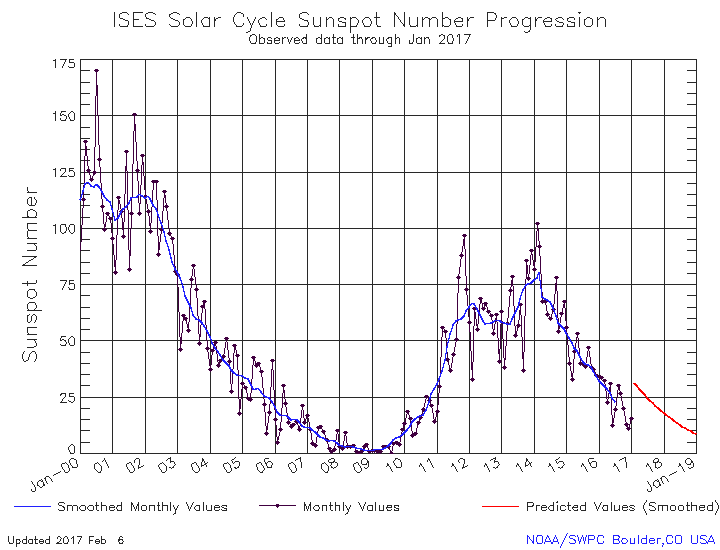 ISES Solar Cycle Sunspot Number Progression
Observed data through Jan 2017
Sunspot Number
175
150
125
100
75
50
25
0
Jan-00 01 02 03 04 05 06 07 08 09 10 11 12 13 14 15 16 17 18 Jan-19
Smoothed Monthly Values Monthly Values Predicted Values (Smoothed)
Updated 2017 Feb 6 NOAA/SWPC Boulder,CO USA